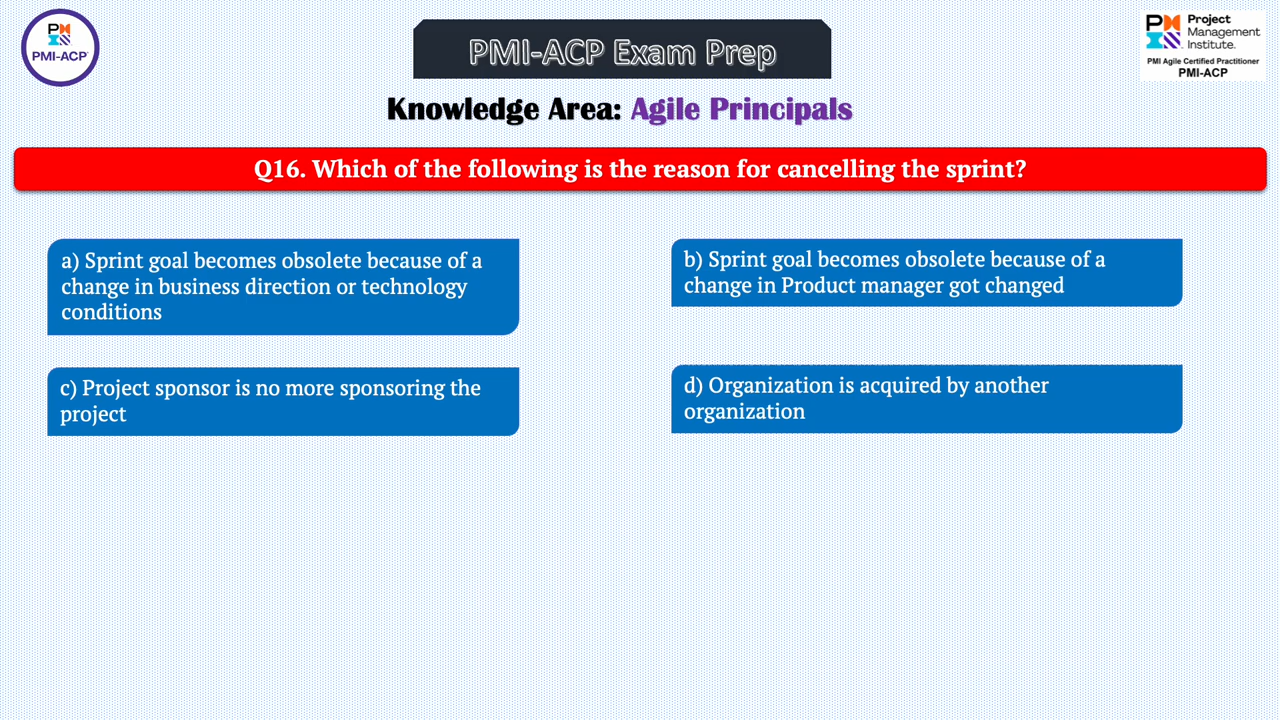 PMI-ACP
PMI-ACP Exam Prep
Project
Management
Institute.
PMI Agile Certified Practitioner
PMI-ACP
Knowledge Area: Agile Principals
Q16. Which of the following is the reason for cancelling the sprint?
a) Sprint goal becomes obsolete because of a
change in business direction or technology
conditions
b) Sprint goal becomes obsolete because of a
change in Product manager got changed
c) Project sponsor is no more sponsoring the
project
d) Organization is acquired by another
organization